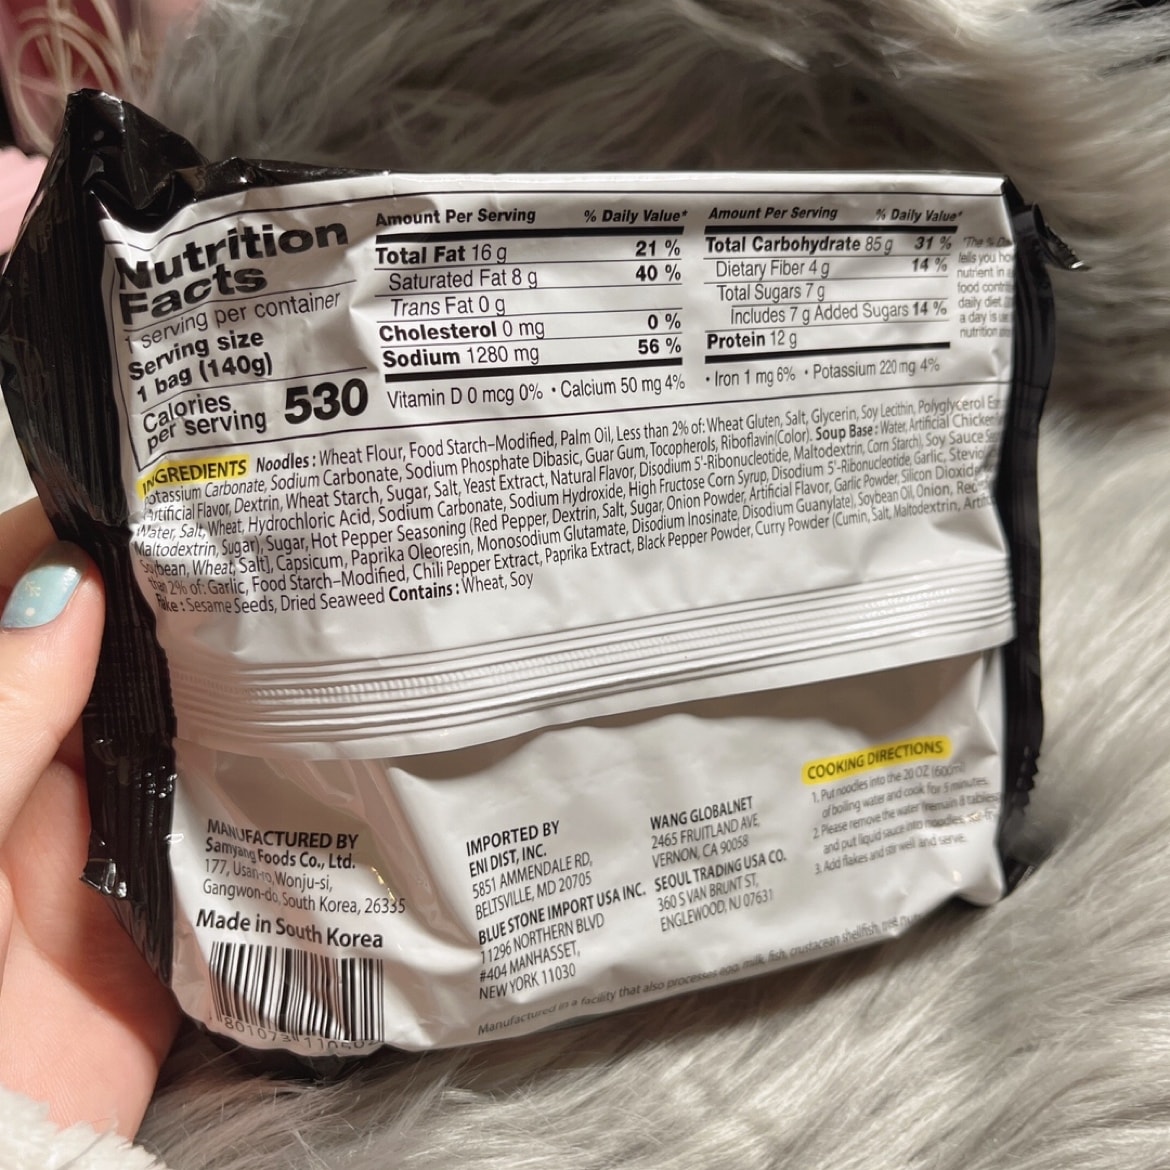 Nutrition
Facts
1 serving per container
Serving size
1 bag (140g)
Calories
per serving 530
Amount Per Serving % Daily Value*
Total Fat 16 g 21 %
Saturated Fat 8 g 40 %
Trans Fat 0 g
Cholesterol 0 mg 0 %
Sodium 1280 mg 56 %
Amount Per Serving % Daily Value*
Total Carbohydrate 85 g 31 %
Dietary Fiber 4 g 14 %
Total Sugars 7 g
Includes 7 g Added Sugars 14 %
Protein 12 g
Vitamin D 0 mcg 0% • Calcium 50 mg 4% • Iron 1 mg 6% • Potassium 220 mg 4%
*The %
tells you
nutrient in
food
daily diet.
a day is
nutrition
INGREDIENTS Noodles : Wheat Flour, Food Starch-Modified, Palm Oil, Less than 2% of: Wheat Gluten, Salt, Glycerin, Soy Lecithin, Polyglycerol
Potassium Carbonate, Sodium Carbonate, Sodium Phosphate Dibasic, Guar Gum, Tocopherols, Riboflavin(Color). Soup Base : Water, Artificial Chicken
Artificial Flavor, Dextrin, Wheat Starch, Sugar, Salt, Yeast Extract, Natural Flavor, Disodium 5'-Ribonucleotide, Maltodextrin, Corn Starch), Soy Sauce
Water, Salt, Wheat, Hydrochloric Acid, Sodium Carbonate, Sodium Hydroxide, High Fructose Corn Syrup, Disodium 5'-Ribonucleotide, Garlic,
Maltodextrin, Sugar), Sugar, Hot Pepper Seasoning (Red Pepper, Dextrin, Salt, Sugar, Onion Powder, Artificial Flavor, Garlic Powder, Silicon Dioxide
Soybean, Wheat, Salt], Capsicum, Paprika Oleoresin, Monosodium Glutamate, Disodium Inosinate, Disodium Guanylate), Soybean Oil, Onion,
than 2% of: Garlic, Food Starch-Modified, Chili Pepper Extract, Paprika Extract, Black Pepper Powder, Curry Powder (Cumin, Salt, Maltodextrin,
Flake : Sesame Seeds, Dried Seaweed Contains : Wheat, Soy
MANUFACTURED BY
Samyang Foods Co., Ltd.
177, Usan-ro, Wonju-si,
Gangwon-do, South Korea, 26335
Made in South Korea
IMPORTED BY
ENI DIST, INC.
5851 AMMENDALE RD,
BELTSVILLE, MD 20705
BLUE STONE IMPORT USA INC.
11296 NORTHERN BLVD
#404 MANHASSET,
NEW YORK 11030
WANG GLOBALNET
2465 FRUITLAND AVE
VERNON, CA 90058
SEOUL TRADING USA CO.
360 S VAN BRUNT ST,
ENGLEWOOD, NJ 07631
COOKING DIRECTIONS
1. Put noodles into the 20 OZ (600ml)
of boiling water and cook for 5 minutes.
2. Please remove the water (remain 8
and put liquid sauce into noodles,
3. Add flakes and stir well and serve.
Manufactured in a facility that also processes egg, milk, fish, crustacean shellfish, tree
8 801073